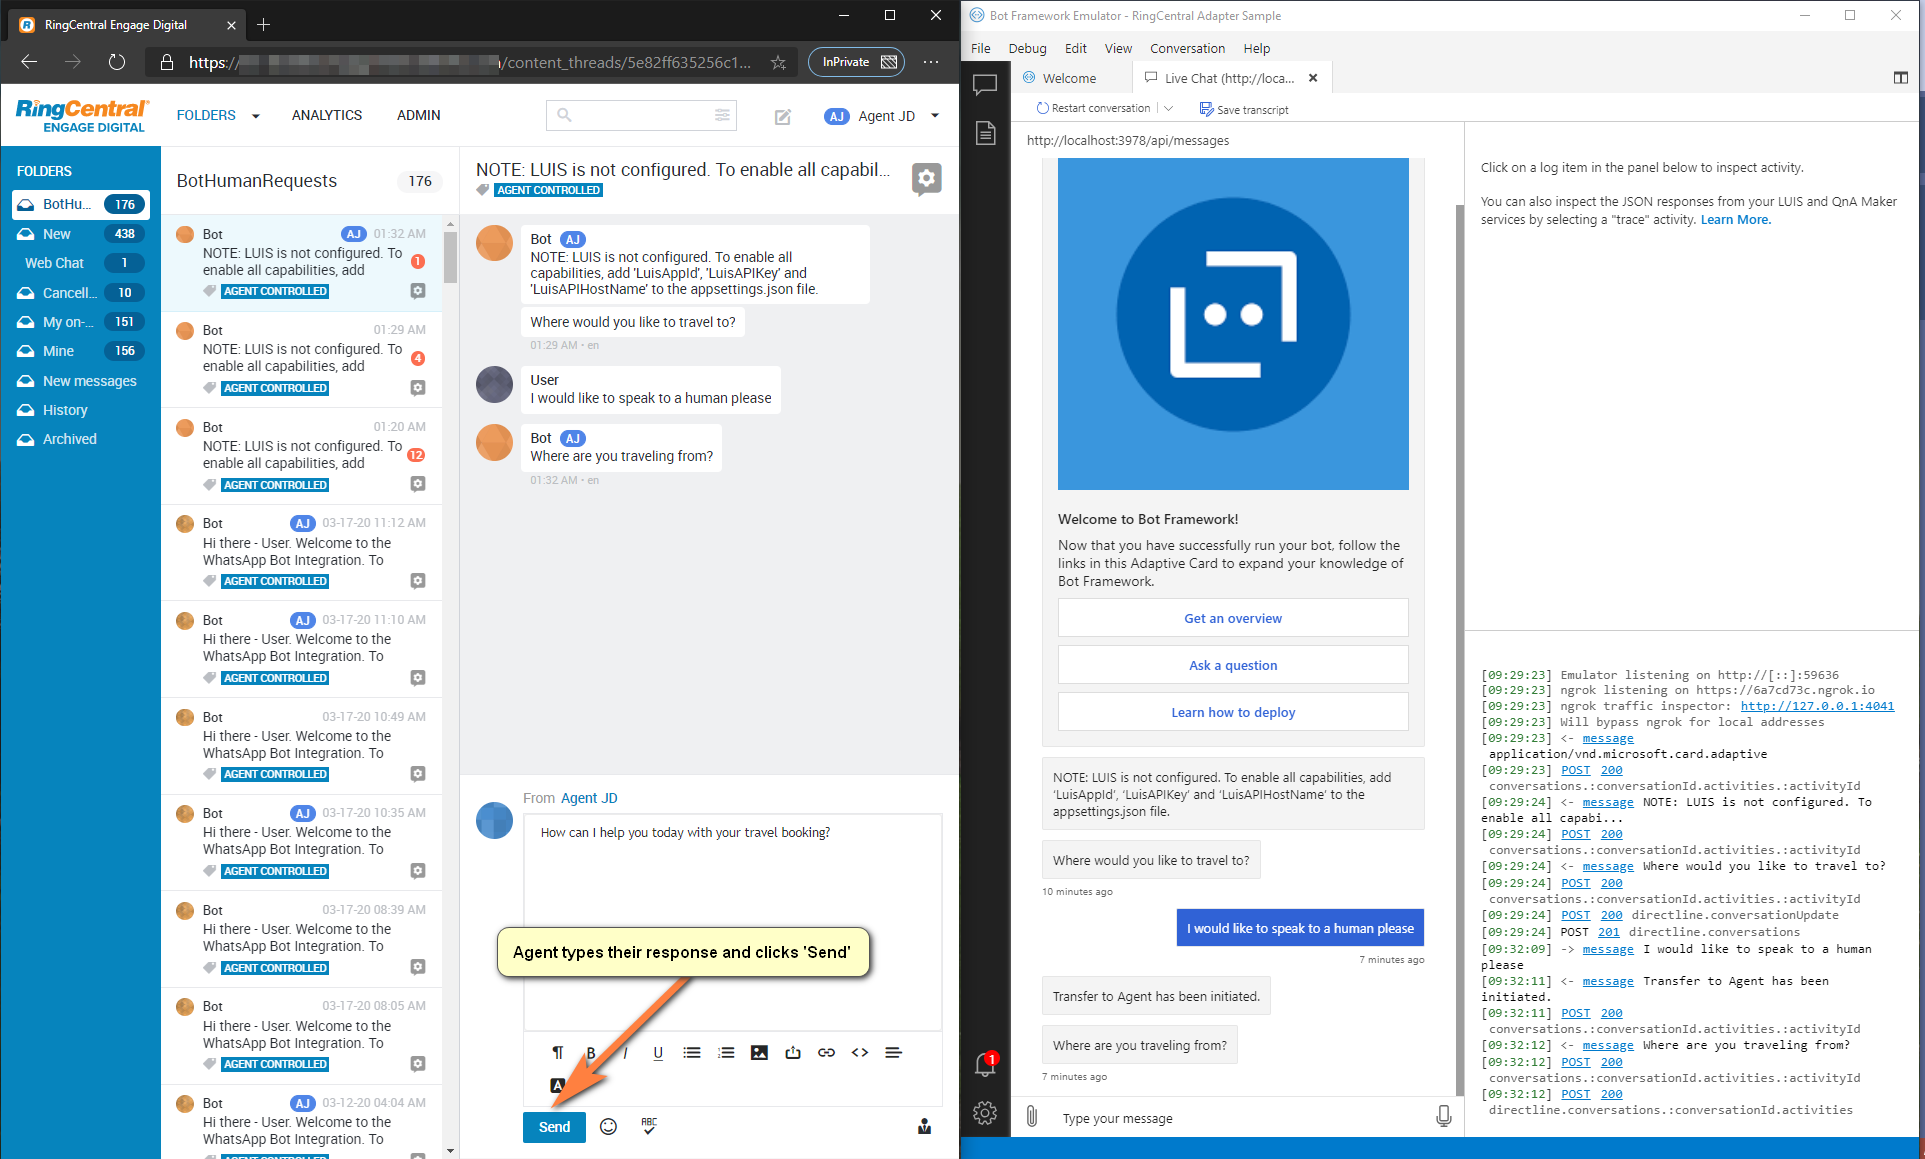 RingCentral Engage Digital
https://
/content_threads/5e82ff635256c1...
InPrivate
RingCentral
ENGAGE DIGITAL
FOLDERS
ANALYTICS
ADMIN
AJ
Agent JD
FOLDERS
BotHu...
176
New
438
Web Chat
1
Cancell...
10
My on-...
151
Mine
156
New messages
History
Archived
BotHumanRequests
176
Bot
AJ
01:32 AM
NOTE: LUIS is not configured. To
enable all capabilities, add
1
AGENT CONTROLLED
Bot
01:29 AM
NOTE: LUIS is not configured. To
enable all capabilities, add
4
AGENT CONTROLLED
Bot
01:20 AM
NOTE: LUIS is not configured. To
enable all capabilities, add
12
AGENT CONTROLLED
Bot
AJ
03-17-20 11:12 AM
Hi there - User. Welcome to the
WhatsApp Bot Integration. To
AGENT CONTROLLED
Bot
AJ
03-17-20 11:10 AM
Hi there - User. Welcome to the
WhatsApp Bot Integration. To
AGENT CONTROLLED
Bot
03-17-20 10:49 AM
Hi there - User. Welcome to the
WhatsApp Bot Integration. To
AGENT CONTROLLED
Bot
AJ
03-17-20 10:35 AM
Hi there - User. Welcome to the
WhatsApp Bot Integration. To
AGENT CONTROLLED
Bot
03-17-20 08:39 AM
Hi there - User. Welcome to the
WhatsApp Bot Integration. To
AGENT CONTROLLED
Bot
03-17-20 08:05 AM
Hi there - User. Welcome to the
WhatsApp Bot Integration. To
AGENT CONTROLLED
Bot
AJ
03-12-20 04:04 AM
Hi there - User. Welcome to the
WhatsApp Bot Integration. To
NOTE: LUIS is not configured. To enable all capabil...
AGENT CONTROLLED
Bot AJ
NOTE: LUIS is not configured. To enable all
capabilities, add 'LuisAppId', 'LuisAPIKey' and
'LuisAPIHostName' to the appsettings.json file.
Where would you like to travel to?
01:29 AM • en
User
I would like to speak to a human please
Bot AJ
Where are you traveling from?
01:32 AM • en
From Agent JD
How can I help you today with your travel booking?
Agent types their response and clicks 'Send'
B I U
A
Send
ABC
Bot Framework Emulator - RingCentral Adapter Sample
File Debug Edit View Conversation Help
Welcome
Live Chat (http://loca...
Restart conversation
Save transcript
http://localhost:3978/api/messages
Welcome to Bot Framework!
Now that you have successfully run your bot, follow the
links in this Adaptive Card to expand your knowledge of
Bot Framework.
Get an overview
Ask a question
Learn how to deploy
NOTE: LUIS is not configured. To enable all capabilities, add
'LuisAppId', 'LuisAPIKey' and 'LuisAPIHostName' to the
appsettings.json file.
Where would you like to travel to?
10 minutes ago
I would like to speak to a human please
7 minutes ago
Transfer to Agent has been initiated.
Where are you traveling from?
7 minutes ago
1
Type your message
Click on a log item in the panel below to inspect activity.
You can also inspect the JSON responses from your LUIS and QnA Maker
services by selecting a "trace" activity. Learn More.
[09:29:23] Emulator listening on http://[::]:59636
[09:29:23] ngrok listening on https://6a7cd73c.ngrok.io
[09:29:23] ngrok traffic inspector: http://127.0.0.1:4041
[09:29:23] Will bypass ngrok for local addresses
[09:29:23] <- message
application/vnd.microsoft.card.adaptive
[09:29:23] POST 200
conversations.:conversationId.activities.:activityId
[09:29:24] <- message NOTE: LUIS is not configured. To
enable all capabi...
[09:29:24] POST 200
conversations.:conversationId.activities.:activityId
[09:29:24] <- message Where would you like to travel to?
[09:29:24] POST 200
conversations.:conversationId.activities.:activityId
[09:29:24] POST 200 directline.conversationUpdate
[09:29:24] POST 201 directline.conversations
[09:32:09] -> message I would like to speak to a human
please
[09:32:11] <- message Transfer to Agent has been
initiated.
[09:32:11] POST 200
conversations.:conversationId.activities.:activityId
[09:32:12] <- message Where are you traveling from?
[09:32:12] POST 200
conversations.:conversationId.activities.:activityId
[09:32:12] POST 200
directline.conversations.:conversationId.activities